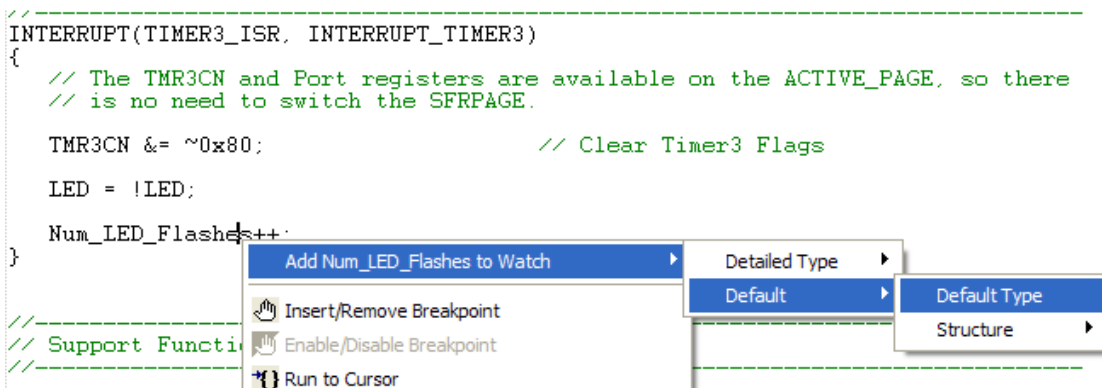 //------------------------------------------------------------------------------
INTERRUPT(TIMER3_ISR, INTERRUPT_TIMER3)
{
// The TMR3CN and Port registers are available on the ACTIVE_PAGE, so there
// is no need to switch the SFRPAGE.
TMR3CN &= ~0x80; // Clear Timer3 Flags
LED = !LED;
Num_LED_Flashes++;
}
Add Num_LED_Flashes to Watch
Detailed Type
Default
Default Type
Structure
Insert/Remove Breakpoint
//------------------------------------------------------------------------------
// Support Functi
Enable/Disable Breakpoint
//------------------------------------------------------------------------------
Run to Cursor